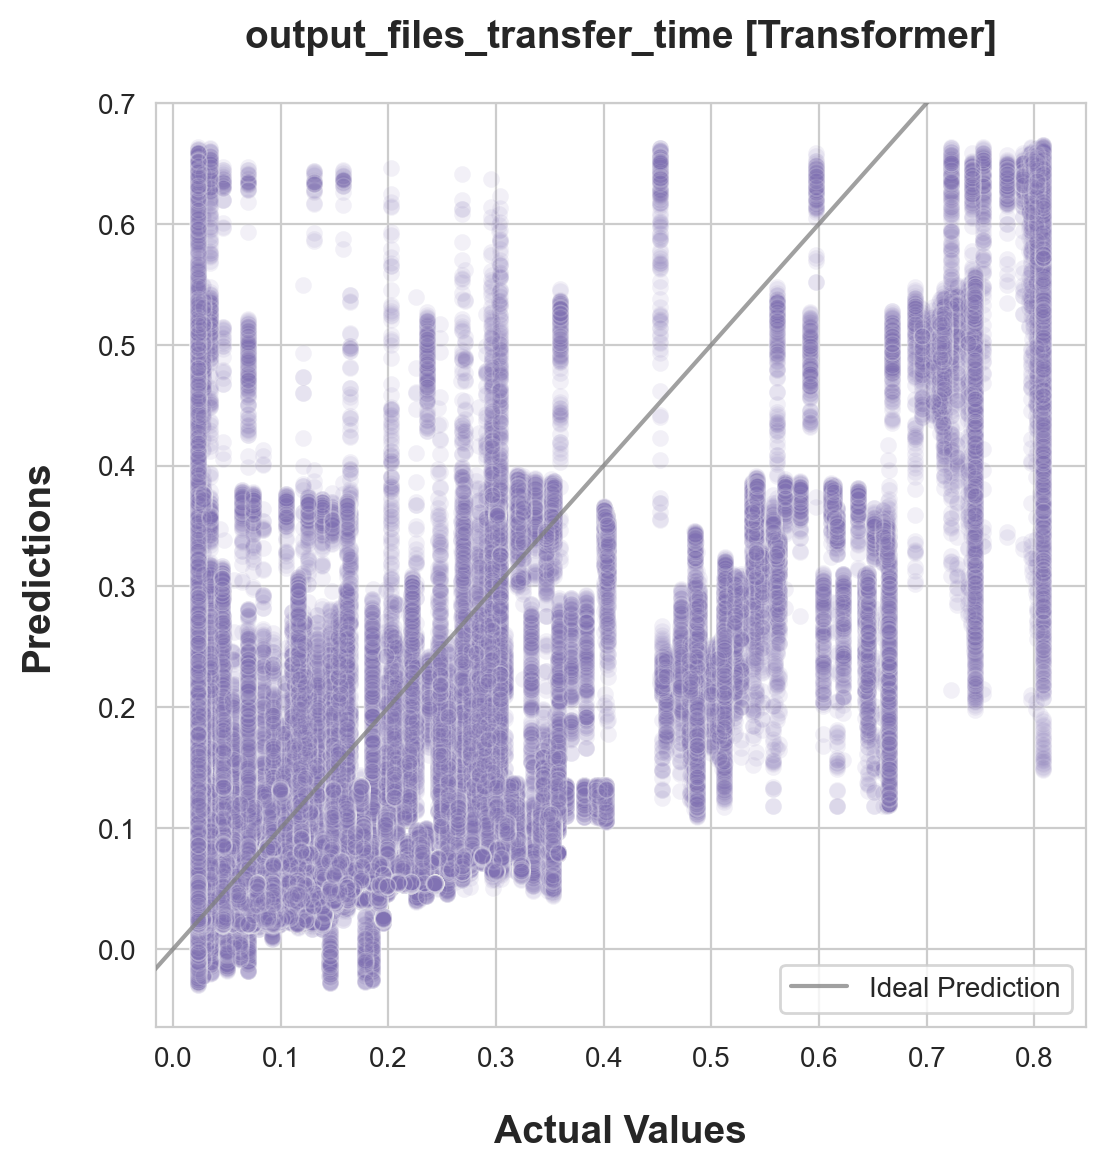 output_files_transfer_time [Transformer]
0.7
0.6
0.5
0.4
0.3
0.2
0.1
0.0
Predictions
Ideal Prediction
0.0 0.1 0.2 0.3 0.4 0.5 0.6 0.7 0.8
Actual Values